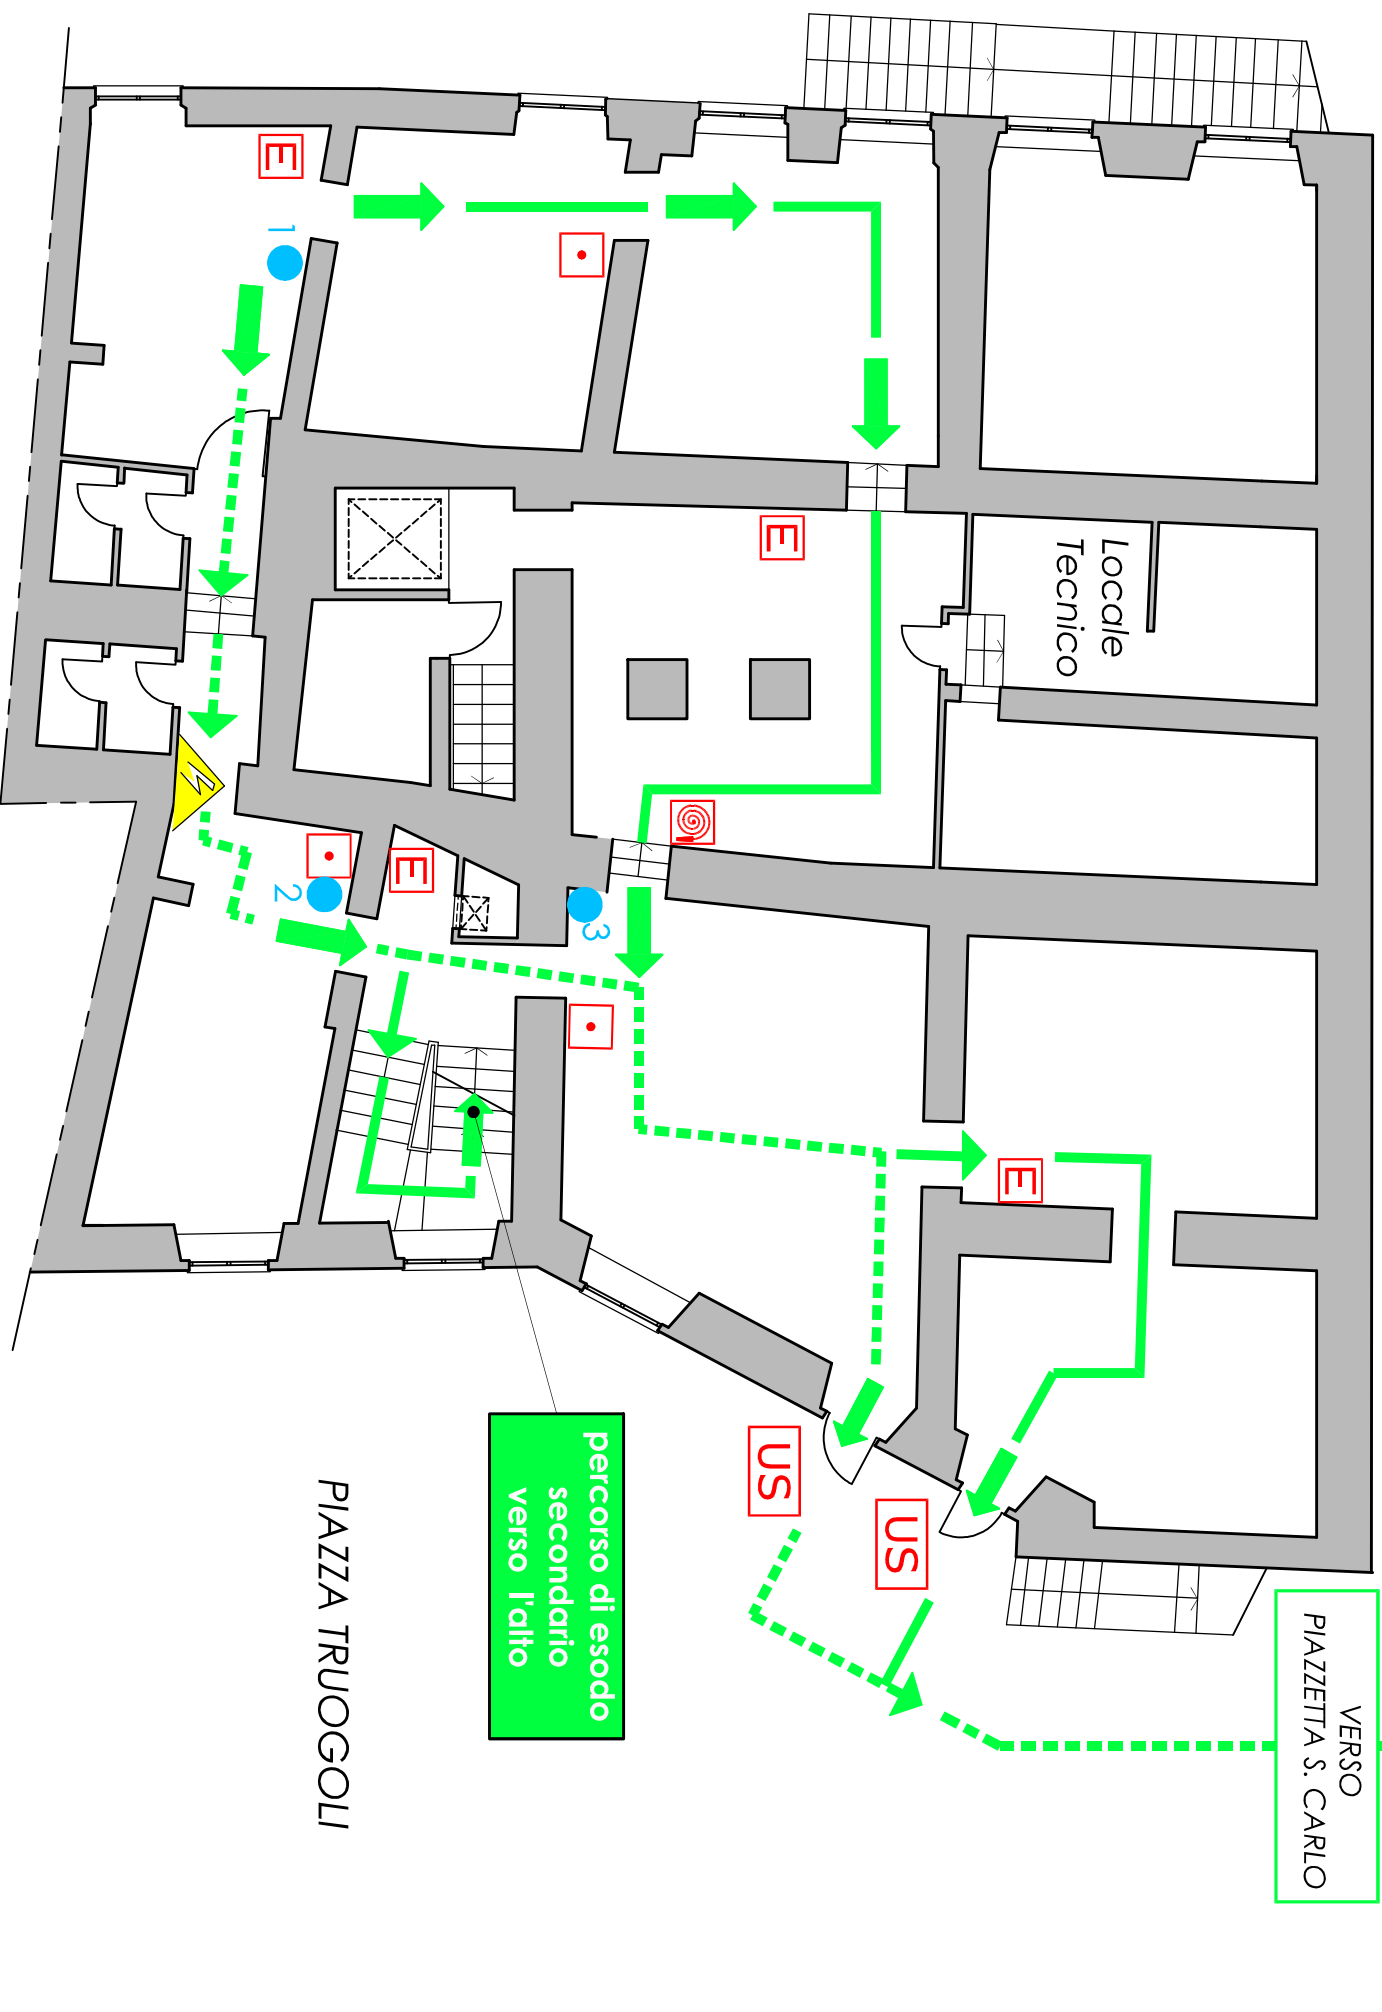 E
1
E
Locale
Tecnico
2
E
3
E
US
US
percorso di esodo
secondario
verso l'alto
PIAZZA TRUOGOLI
VERSO
PIAZZETTA S. CARLO